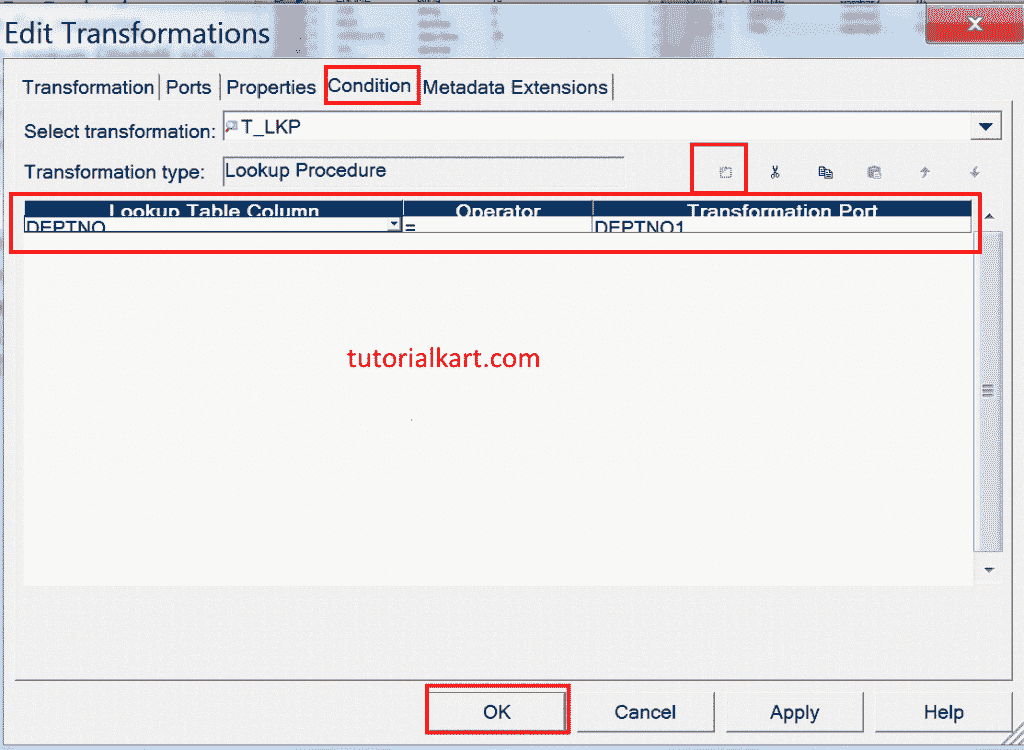 Edit Transformations
Transformation Ports Properties Condition Metadata Extensions
Select transformation: T_LKP
Transformation type: Lookup Procedure
Lookup Table Column Operator Transformation Port
DEPTNO = DEPTNO1
tutorialkart.com
OK Cancel Apply Help